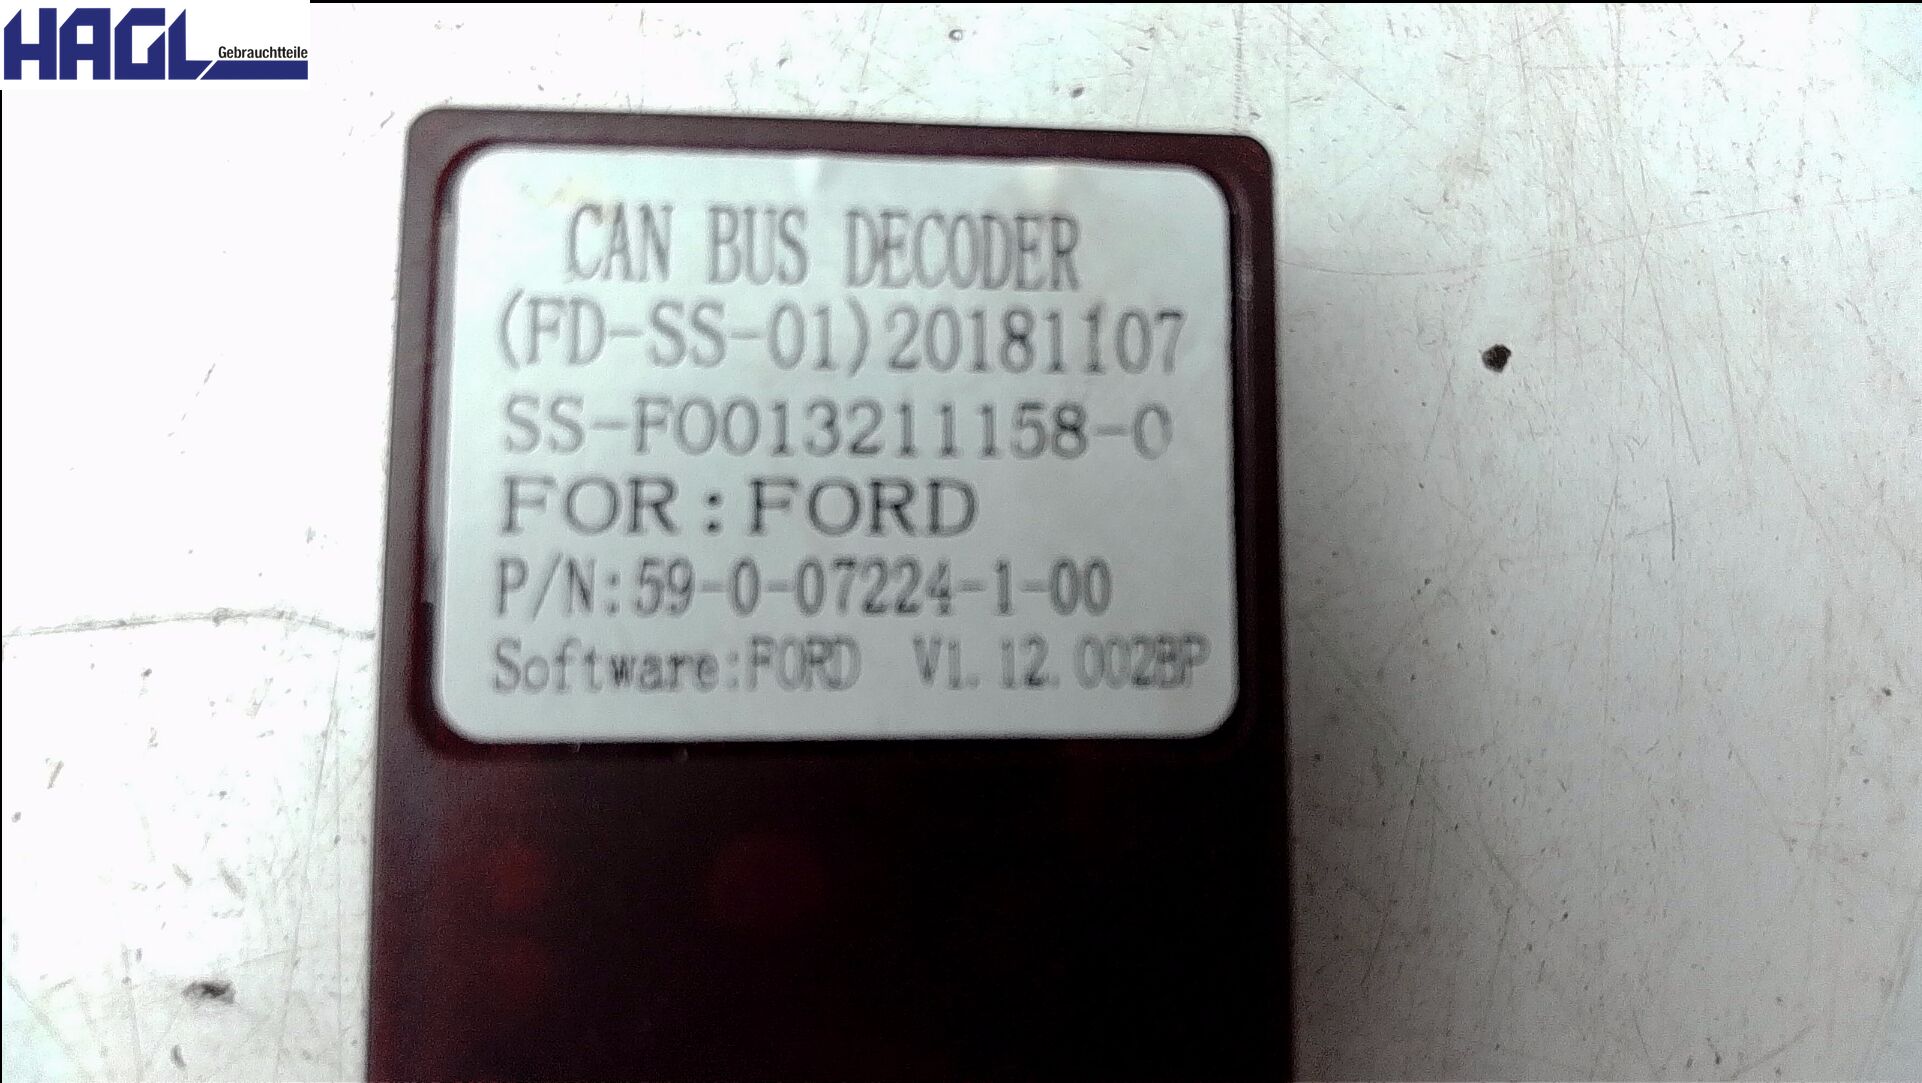 HAGL Gebrauchtteile
CAN BUS DECODER
(FD-SS-01)20181107
SS-FO013211158-0
FOR:FORD
P/N:59-0-07224-1-00
Software:FORD V1.12.002BP